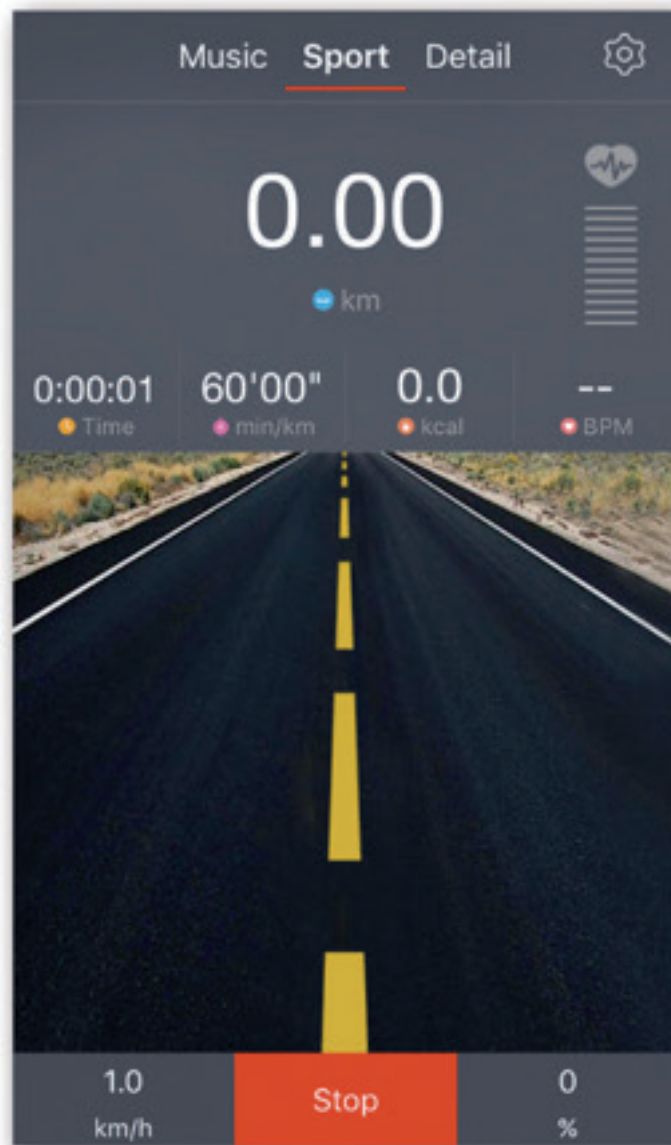 Music Sport Detail
0.00
km
0:00:01 60'00" 0.0 --
Time min/km kcal BPM
1.0 Stop 0
km/h %